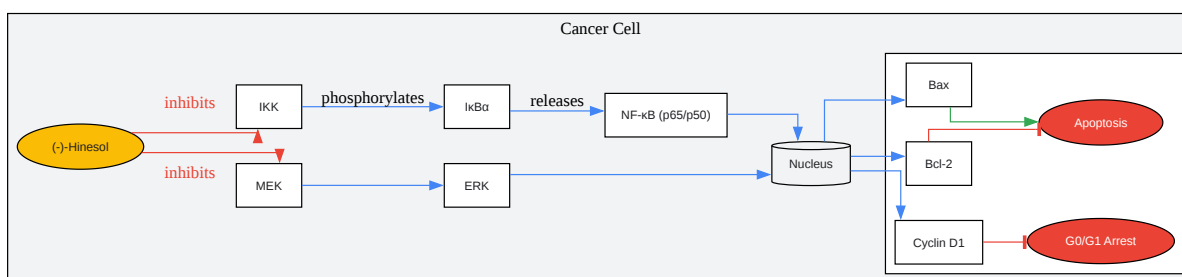 Cancer Cell
inhibits
IKK
phosphorylates
IκBα
releases
NF-κB (p65/p50)
(-)-Hinesol
inhibits
MEK
ERK
Nucleus
Bax
Apoptosis
Bcl-2
Cyclin D1
G0/G1 Arrest